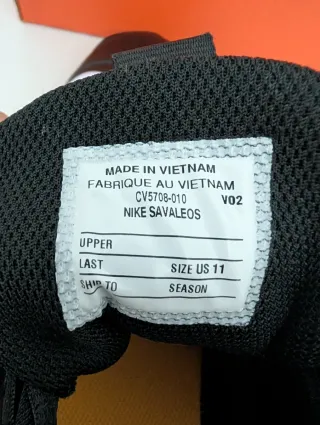 MADE IN VIETNAM
FABRIQUE AU VIETNAM
CV5708-010 V02
NIKE SAVALEOS
UPPER
LAST SIZE US 11
SHIP TO SEASON